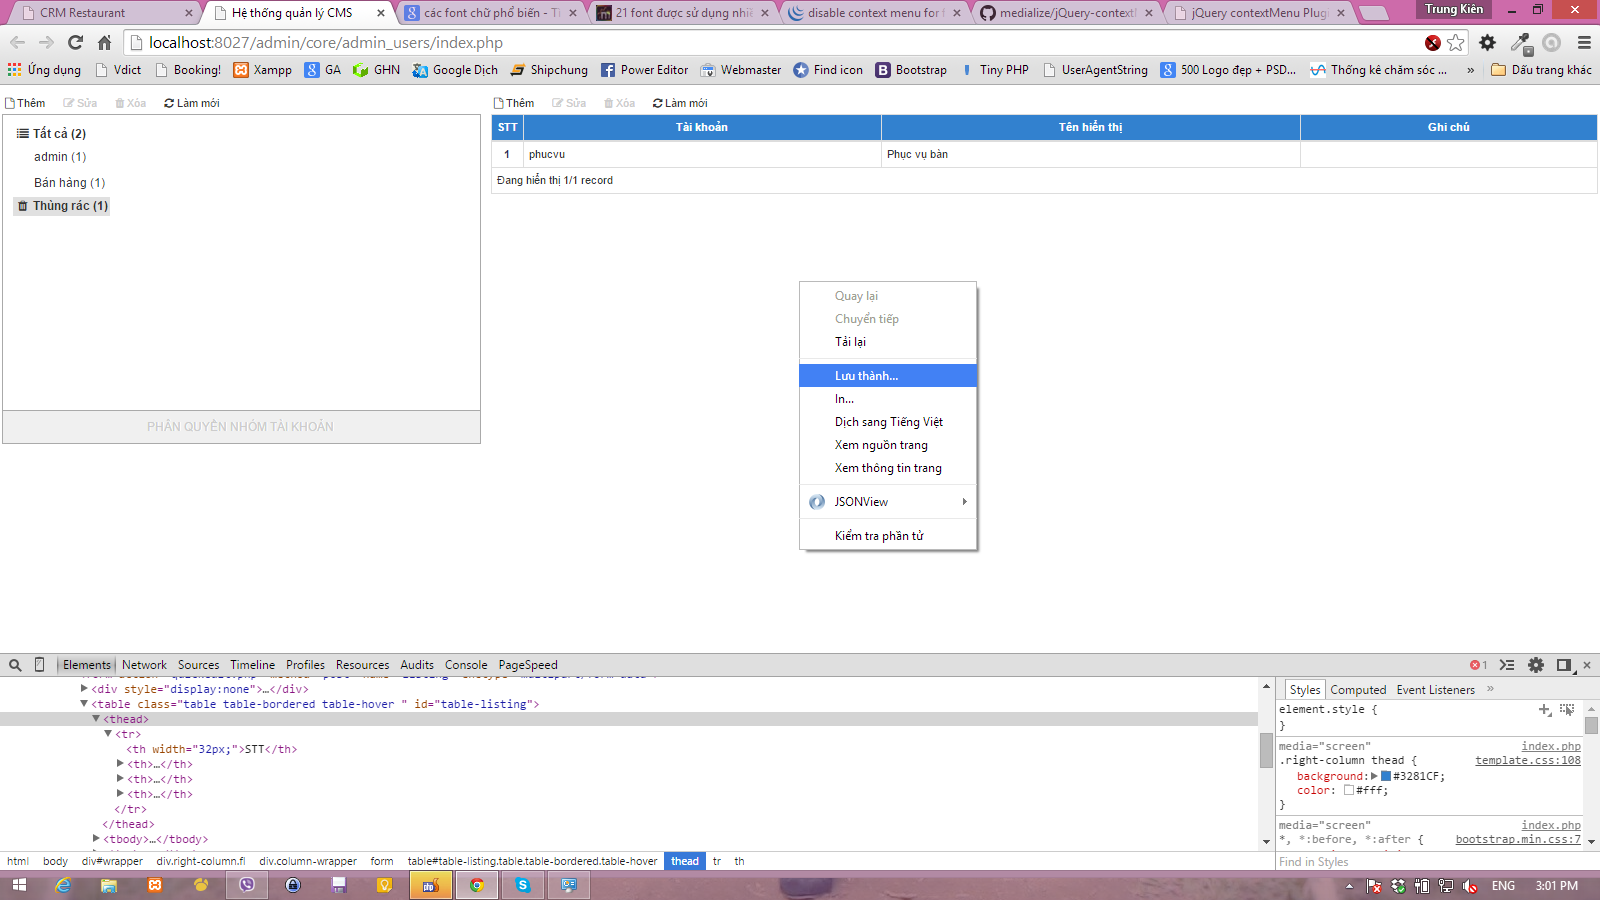 CRM Restaurant
Hệ thống quản lý CMS
các font chữ phổ biến - Ti
21 font được sử dụng nhiề
disable context menu for f
medialize/jQuery-context
jQuery contextMenu Plug
Trung Kiên
localhost:8027/admin/core/admin_users/index.php
Ứng dụng
Vdict
Booking!
Xampp
GA
GHN
Google Dịch
Shipchung
Power Editor
Webmaster
Find icon
Bootstrap
Tiny PHP
UserAgentString
500 Logo đẹp + PSD...
Thống kê chăm sóc ...
»
Dấu trang khác
Thêm Sửa Xóa Làm mới
Thêm Sửa Xóa Làm mới
Tất cả (2)
admin (1)
Bán hàng (1)
Thùng rác (1)
PHÂN QUYỀN NHÓM TÀI KHOẢN
STT Tài khoản Tên hiển thị Ghi chú
1 phucvu Phục vụ bàn
Đang hiển thị 1/1 record
Quay lại
Chuyển tiếp
Tải lại
Lưu thành...
In...
Dịch sang Tiếng Việt
Xem nguồn trang
Xem thông tin trang
JSONView
Kiểm tra phần tử
Elements Network Sources Timeline Profiles Resources Audits Console PageSpeed
1
<div style="display:none">…</div>
<table class="table table-bordered table-hover " id="table-listing">
<thead>
<tr>
<th width="32px;">STT</th>
<th>…</th>
<th>…</th>
<th>…</th>
</tr>
</thead>
<tbody>…</tbody>
html body div#wrapper div.right-column.fl div.column-wrapper form table#table-listing.table.table-bordered.table-hover thead tr th
Styles Computed Event Listeners »
element.style {
}
media="screen" index.php
.right-column thead { template.css:108
background: #3281CF;
color: #fff;
}
media="screen" index.php
*, *:before, *:after { bootstrap.min.css:7
Find in Styles
ENG 3:01 PM